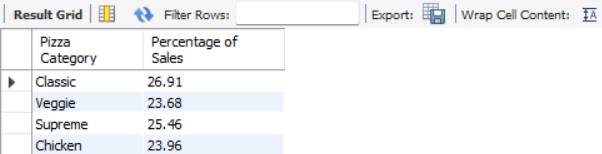 Result Grid Filter Rows: Export: Wrap Cell Content: IA
Pizza Category Percentage of Sales
Classic 26.91
Veggie 23.68
Supreme 25.46
Chicken 23.96